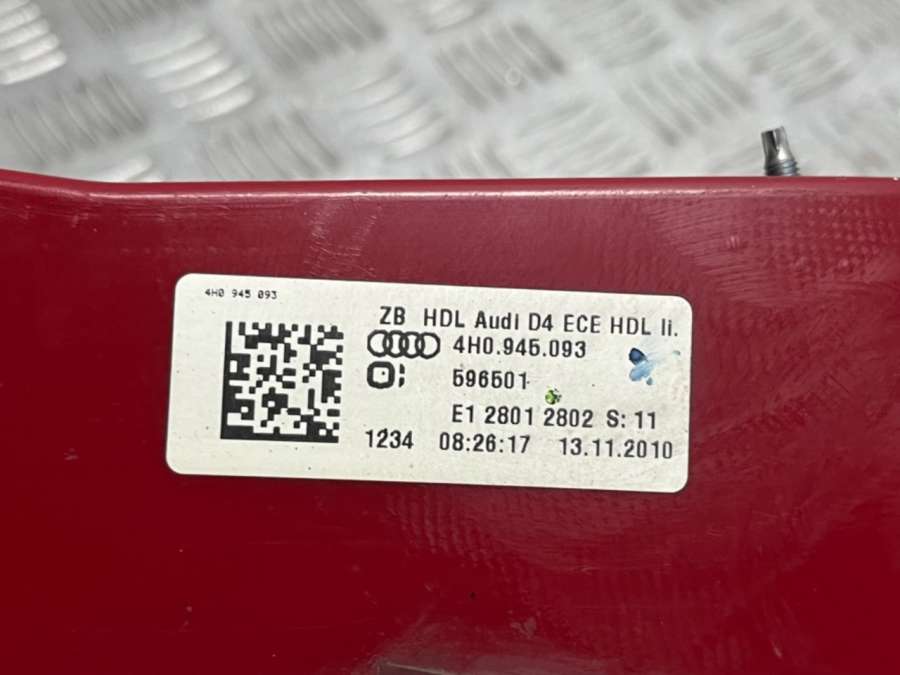 4H0 945 093
ZB HDL Audi D4 ECE HDL li.
4H0.945.093
596501
E1 2801 2802 S: 11
1234 08:26:17 13.11.2010